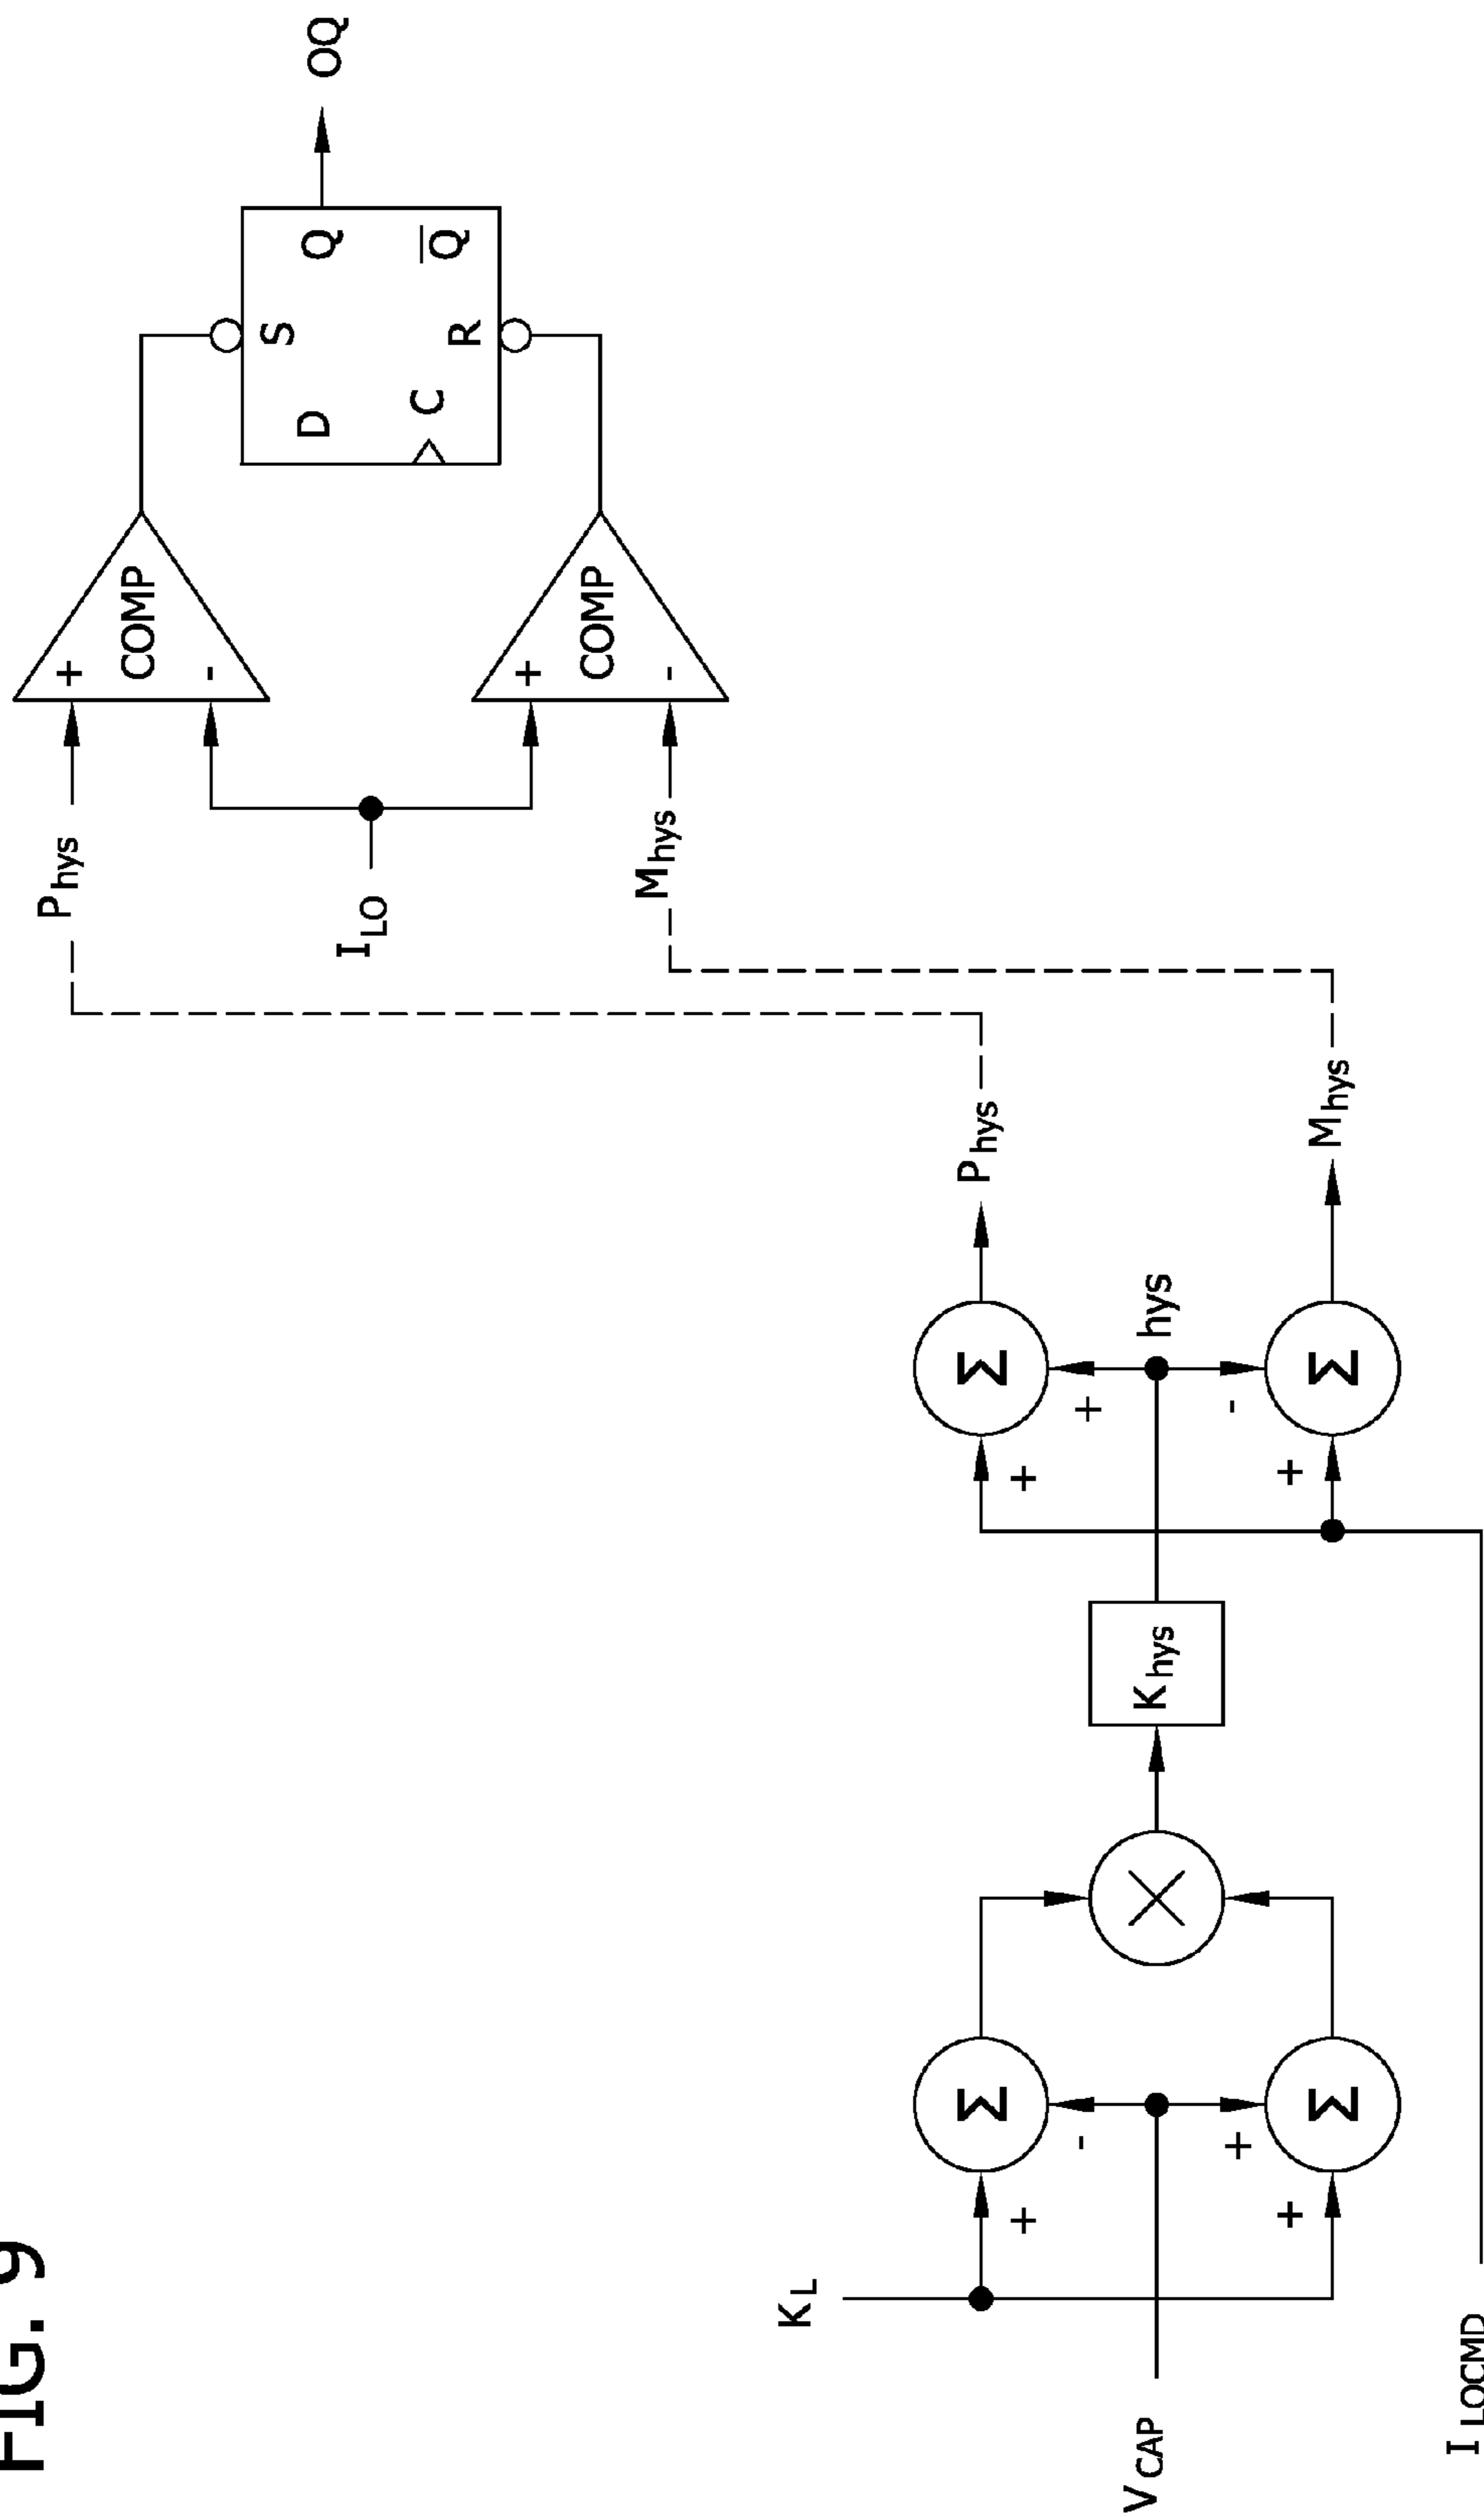 FIG. 9
K_L
V_CAP
I_LOCMD
+
-
+
+
Σ
Σ
K_hys
+
+
-
+
Σ
Σ
hys
P_hys
M_hys
P_hys
I_LO
M_hys
+
COMP
-
+
COMP
-
D
S
Q
C
R
Q̅
OQ